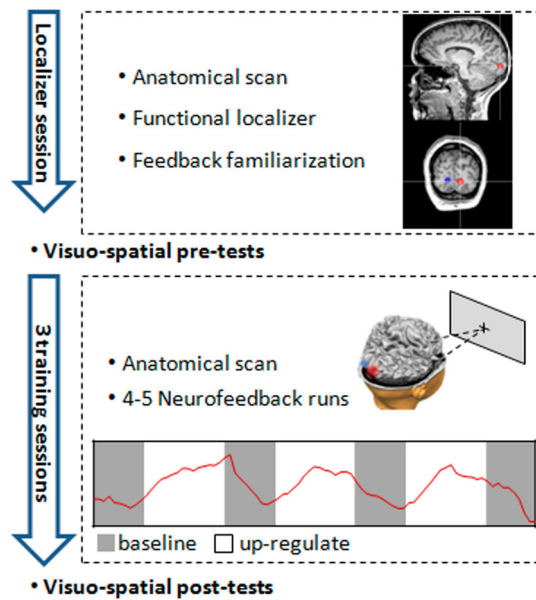 Localizer session
• Anatomical scan
• Functional localizer
• Feedback familiarization
• Visuo-spatial pre-tests
3 training sessions
• Anatomical scan
• 4-5 Neurofeedback runs
baseline up-regulate
• Visuo-spatial post-tests